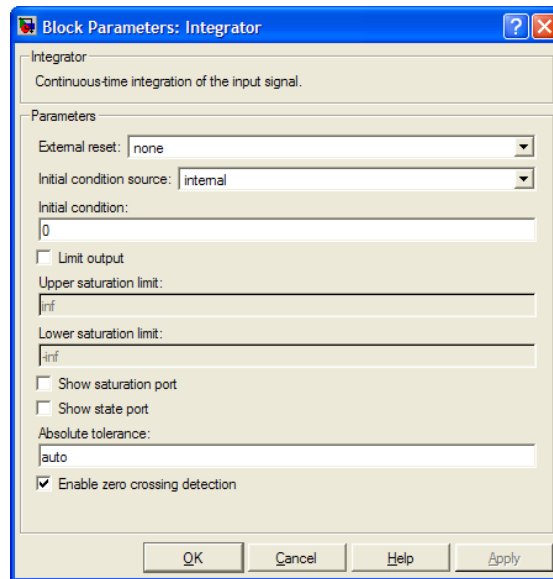 Block Parameters: Integrator
Integrator
Continuous-time integration of the input signal.
Parameters
External reset: none
Initial condition source: internal
Initial condition:
0
Limit output
Upper saturation limit:
inf
Lower saturation limit:
-inf
Show saturation port
Show state port
Absolute tolerance:
auto
Enable zero crossing detection
OK Cancel Help Apply